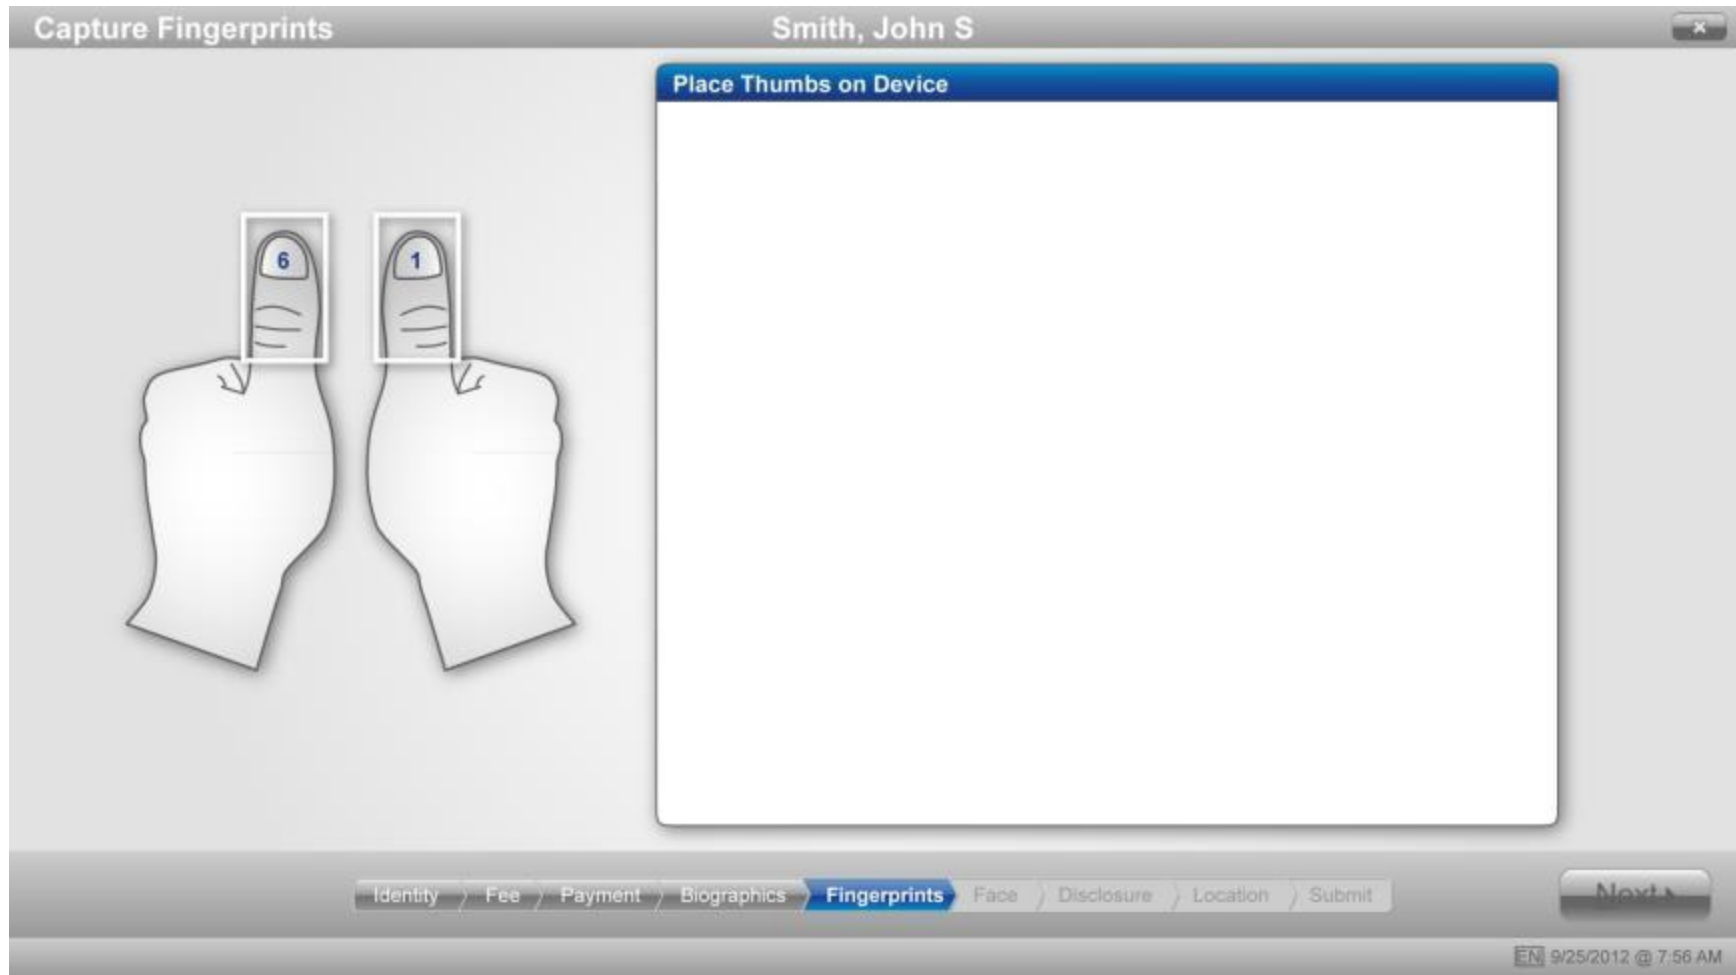 Capture Fingerprints
Smith, John S
x
Place Thumbs on Device
6
1
Identity
Fee
Payment
Biographics
Fingerprints
Face
Disclosure
Location
Submit
Next
EN 9/25/2012 @ 7:56 AM